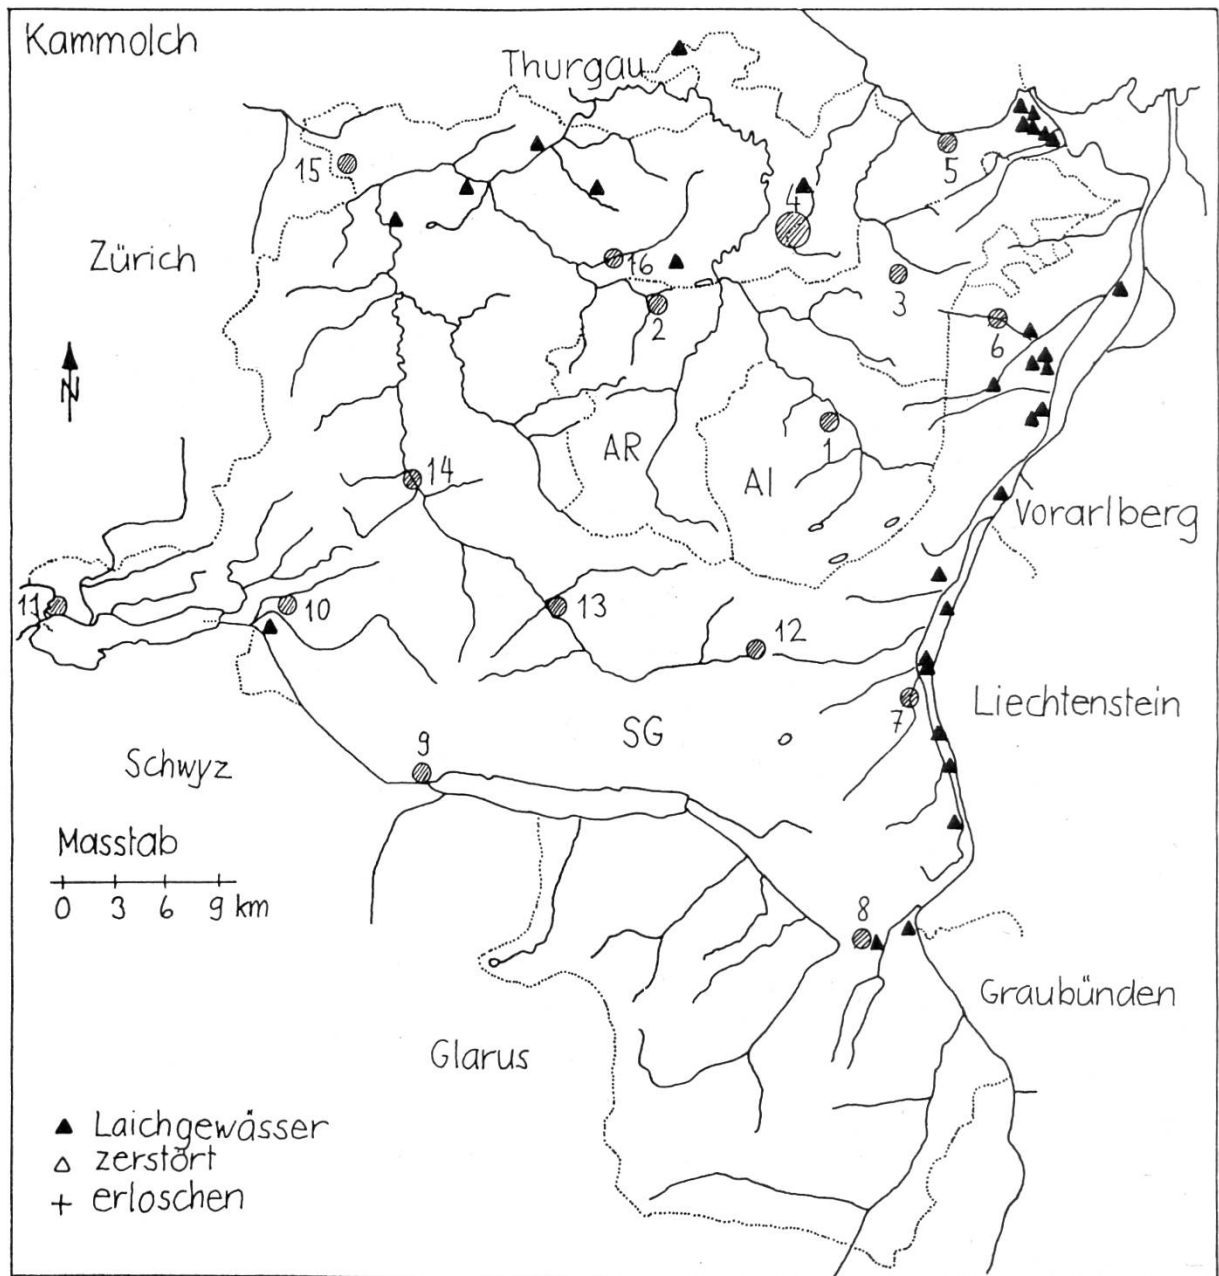 Kammolch
Thurgau
15
5
4
Zürich
16
3
2
6
N
1
AR
AI
14
Vorarlberg
11
10
13
12
7
Liechtenstein
SG
9
Schwyz
Masstab
0 3 6 9 km
8
Graubünden
Glarus
Laichgewässer
zerstört
erloschen